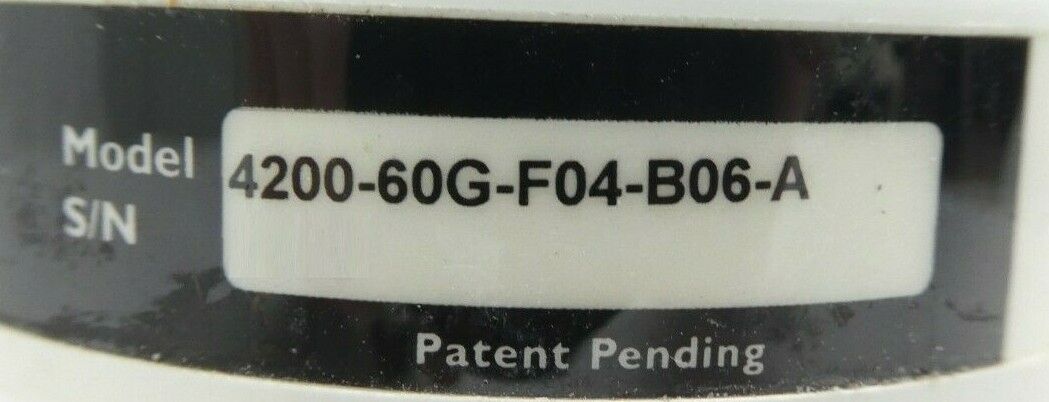 Model 4200-60G-F04-B06-A
S/N
Patent Pending